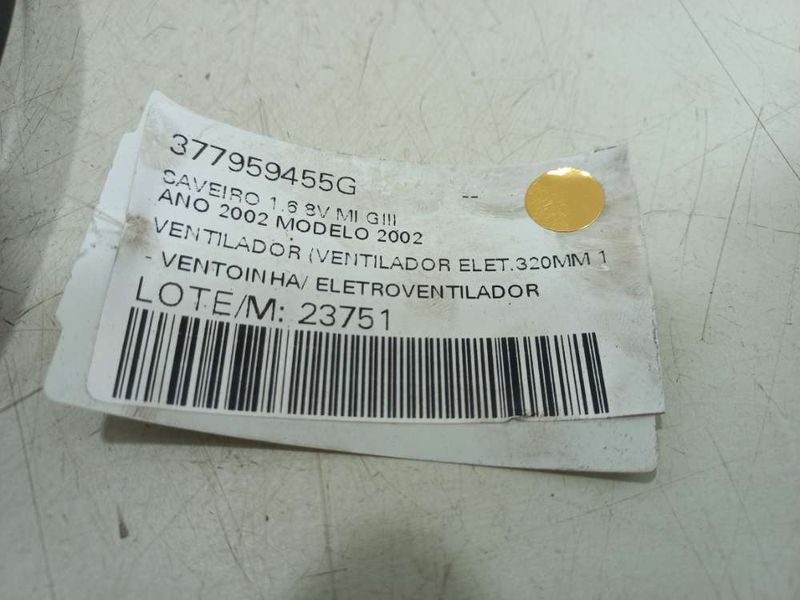 377959455G --
SAVEIRO 1.6 8V MI GIII
ANO 2002 MODELO 2002
VENTILADOR (VENTILADOR ELET.320MM 1
- VENTOINHA/ ELETROVENTILADOR
LOTE/M: 23751